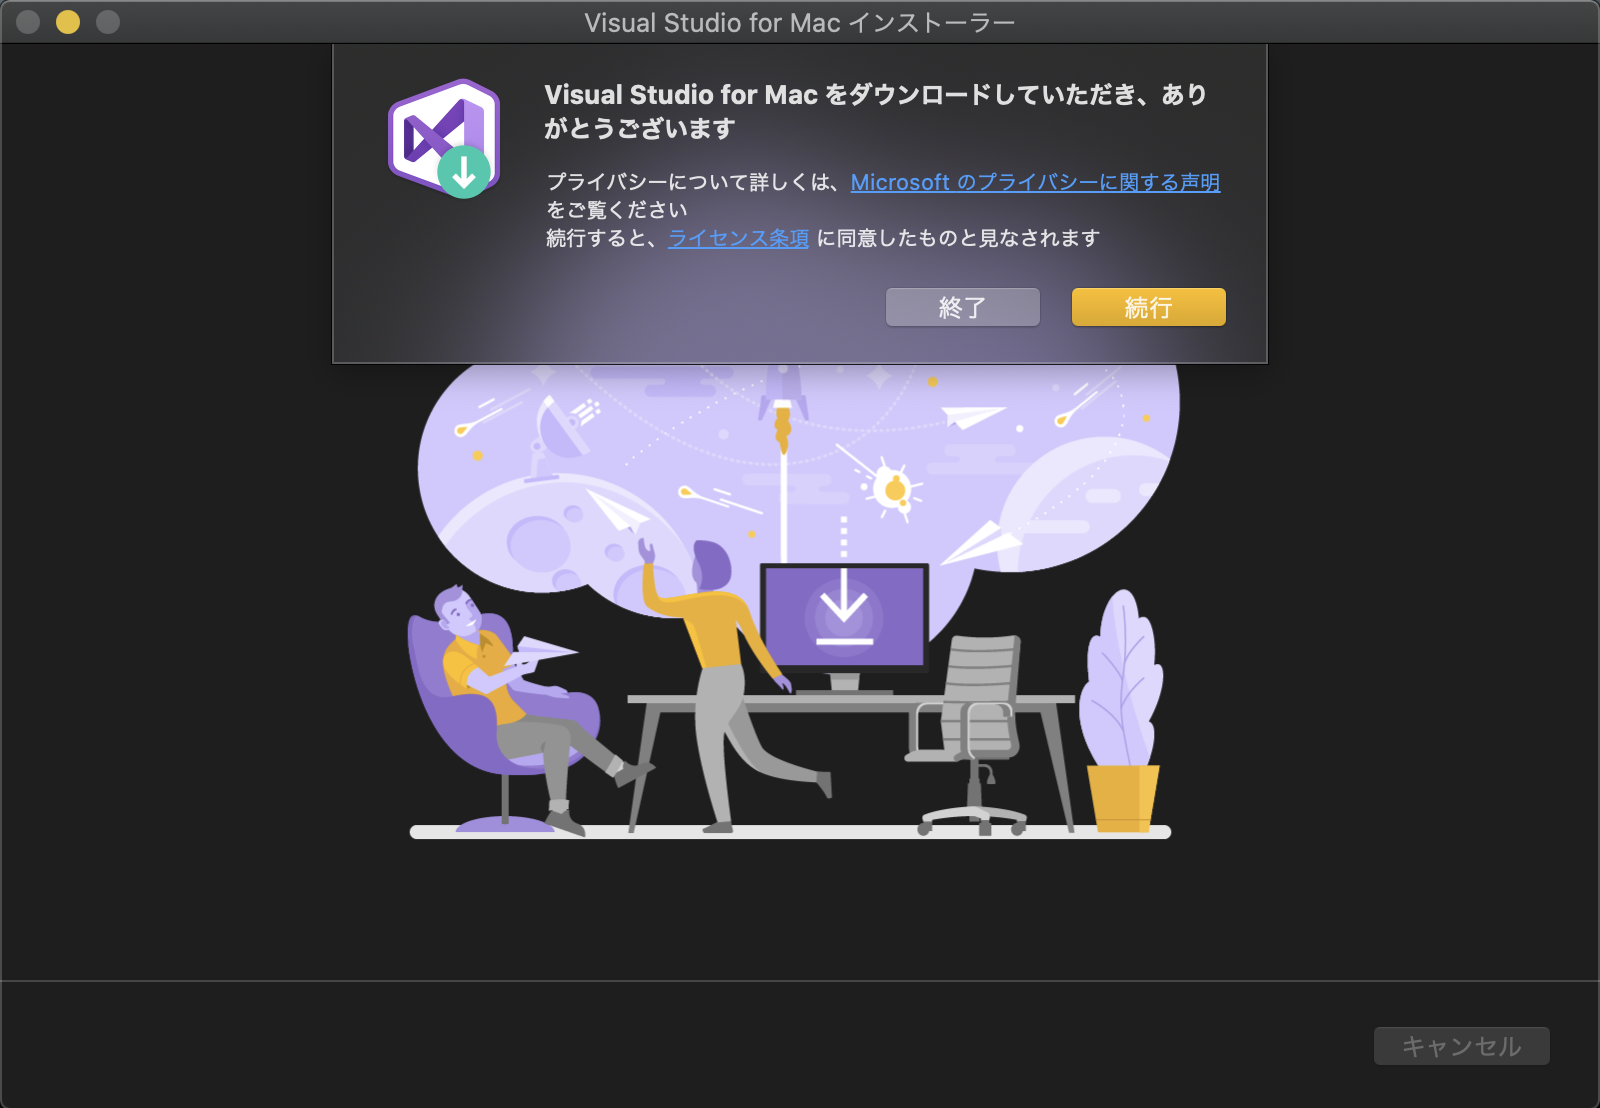 Visual Studio for Mac インストーラー
Visual Studio for Mac をダウンロードしていただき、あり
がとうございます
プライバシーについて詳しくは、Microsoft のプライバシーに関する声明
をご覧ください
続行すると、ライセンス条項 に同意したものと見なされます
終了 続行
キャンセル